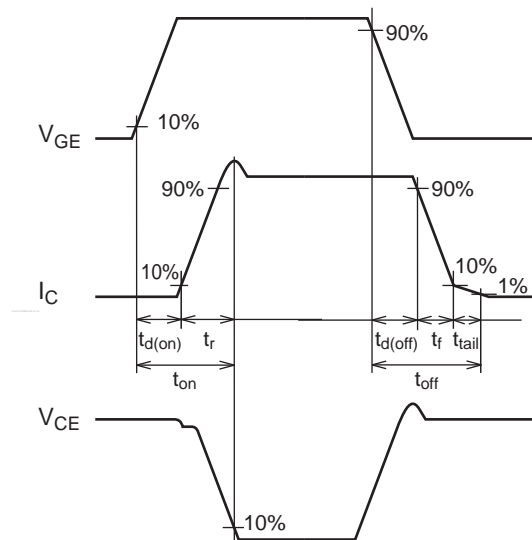 90%
10%
V_GE
90%
90%
10%
10%
1%
I_C
t_d(on)
t_r
t_d(off)
t_f
t_tail
t_on
t_off
V_CE
10%